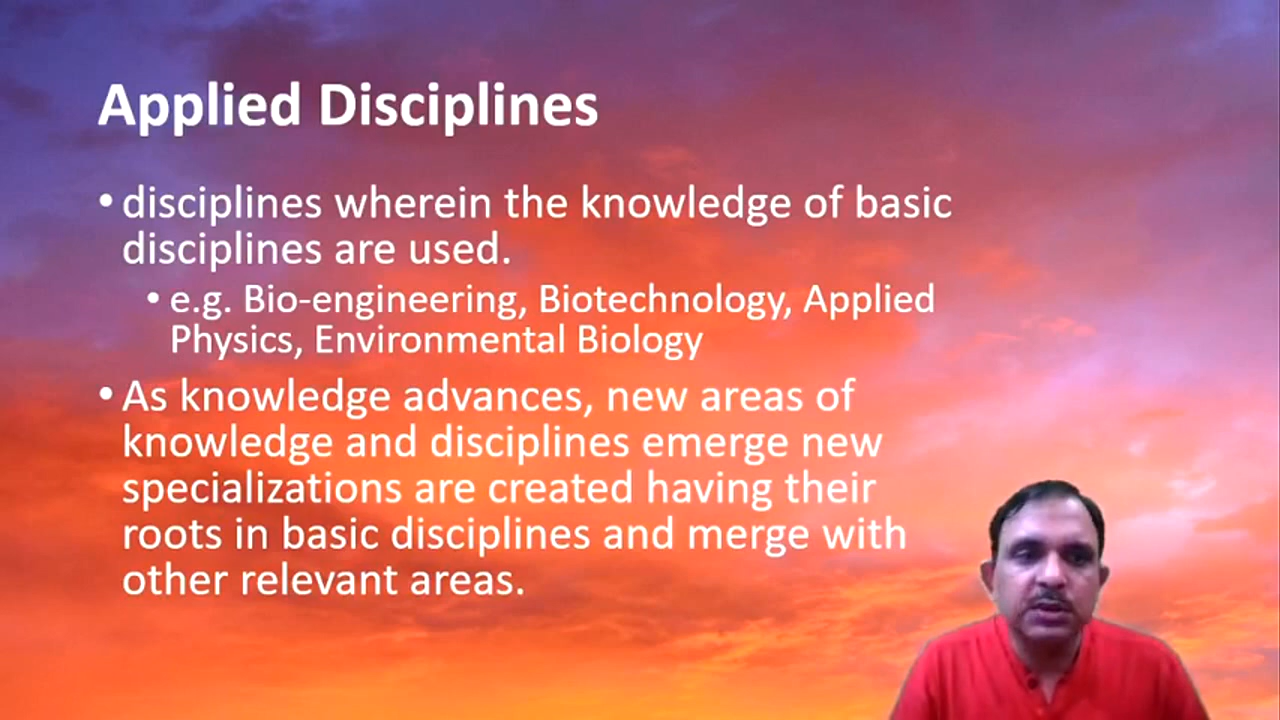 Applied Disciplines
• disciplines wherein the knowledge of basic
disciplines are used.
• e.g. Bio-engineering, Biotechnology, Applied
Physics, Environmental Biology
• As knowledge advances, new areas of
knowledge and disciplines emerge new
specializations are created having their
roots in basic disciplines and merge with
other relevant areas.